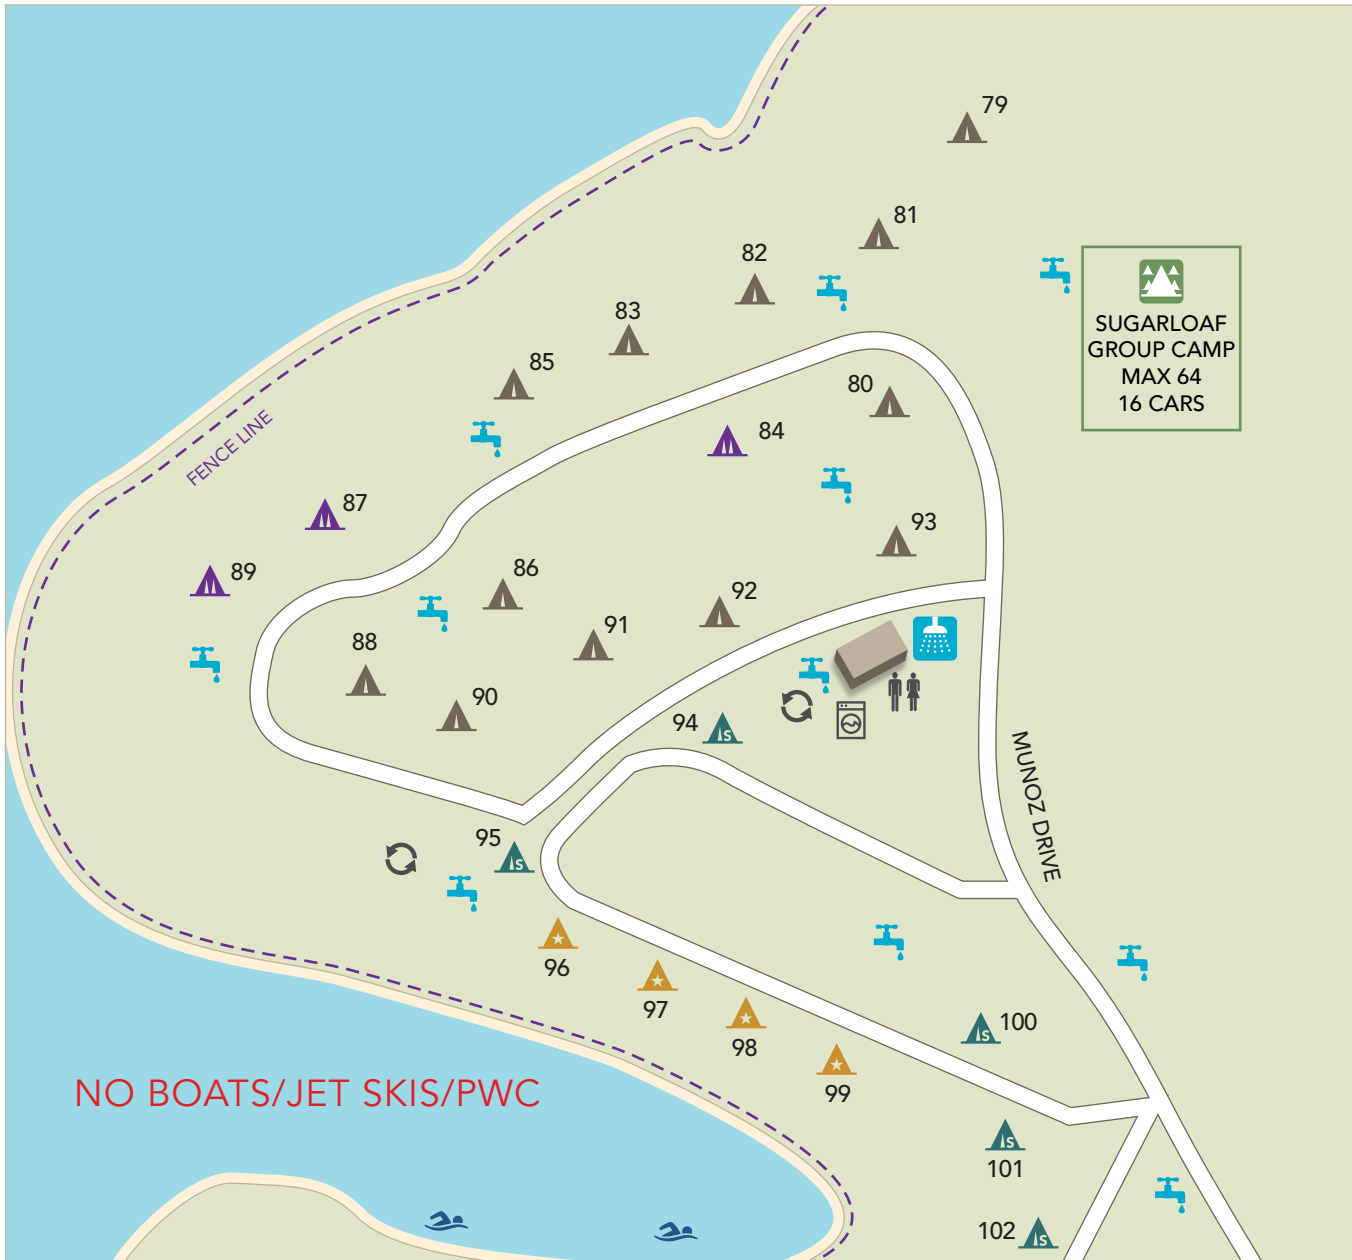 79
81
82
SUGARLOAF
GROUP CAMP
MAX 64
16 CARS
83
85
80
84
FENCE LINE
87
93
89
86
92
91
88
90
94
MUNOZ DRIVE
95
S
S
96
97
100
S
98
99
NO BOATS/JET SKIS/PWC
S
101
102
S